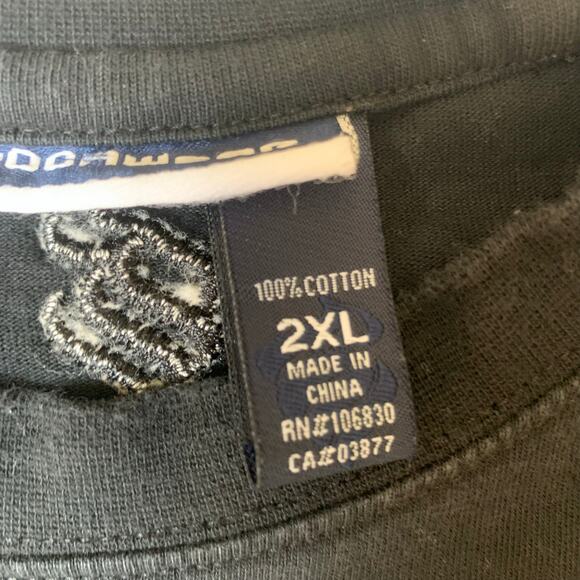 100% COTTON
2XL
MADE IN
CHINA
RN#106830
CA#03877